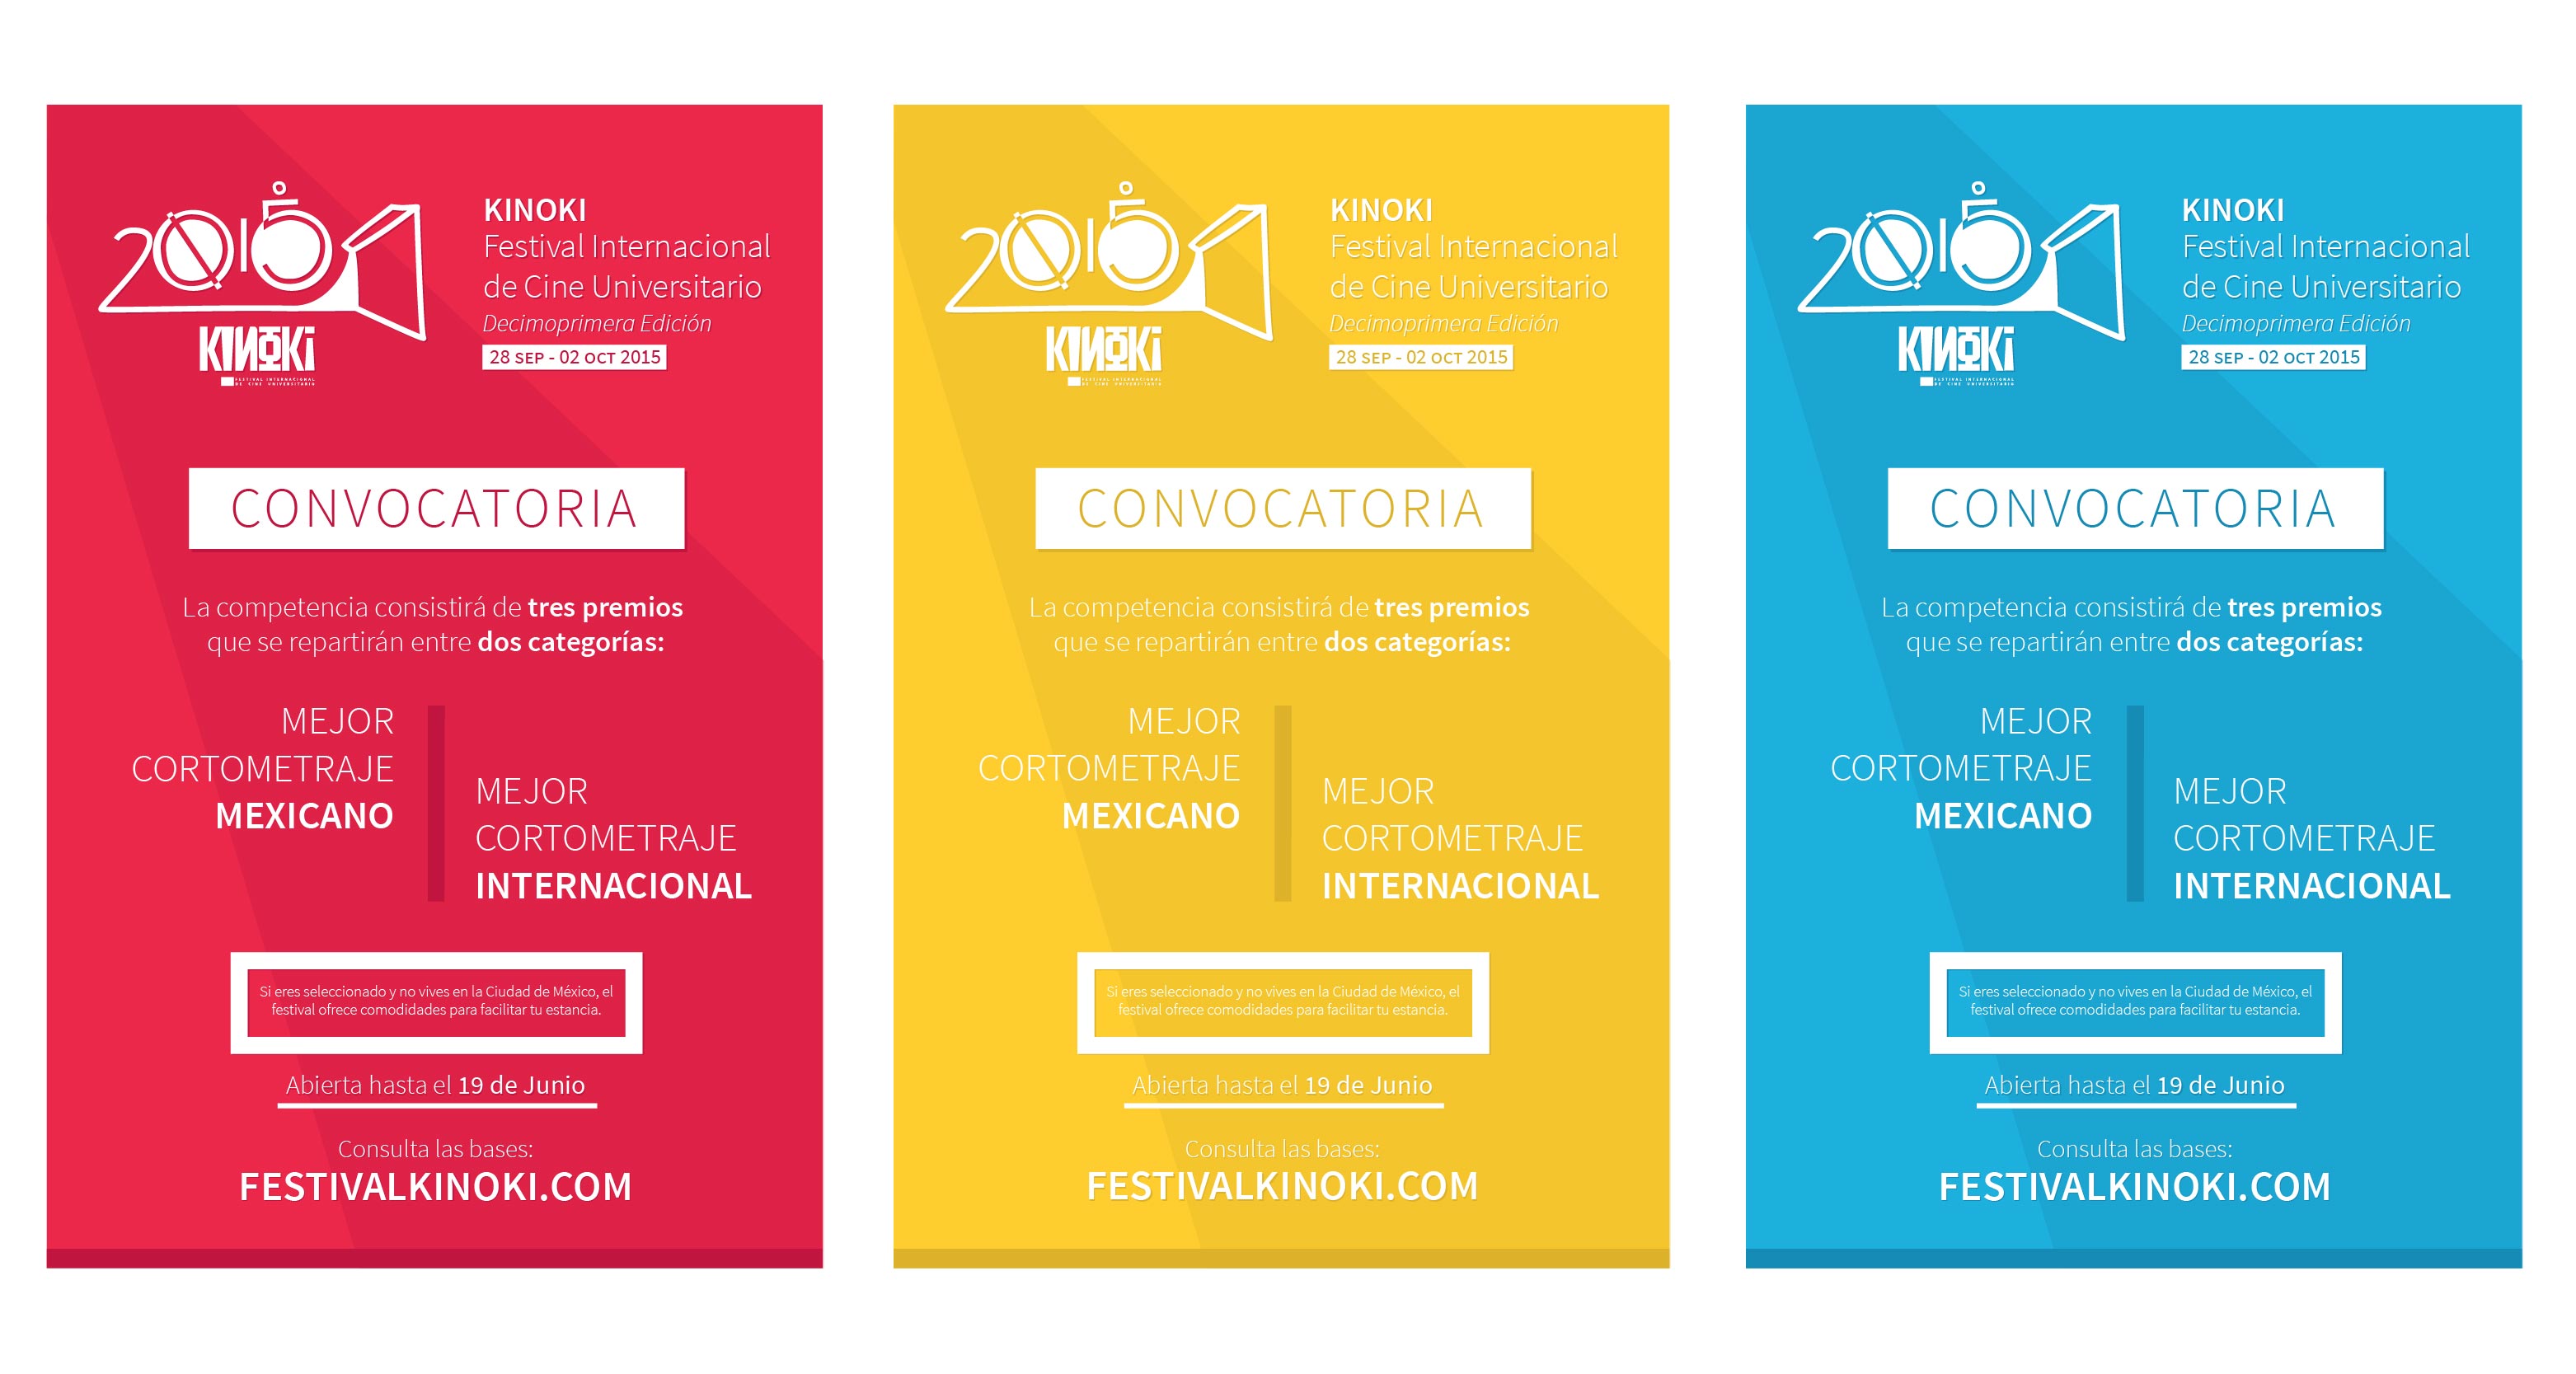 2015
KINOKI
FESTIVAL INTERNACIONAL
DE CINE UNIVERSITARIO
KINOKI
Festival Internacional
de Cine Universitario
Decimoprimera Edición
28 SEP - 02 OCT 2015
CONVOCATORIA
La competencia consistirá de tres premios
que se repartirán entre dos categorías:
MEJOR
CORTOMETRAJE
MEXICANO
MEJOR
CORTOMETRAJE
INTERNACIONAL
Si eres seleccionado y no vives en la Ciudad de México, el
festival ofrece comodidades para facilitar tu estancia.
Abierta hasta el 19 de Junio
Consulta las bases:
FESTIVALKINOKI.COM
2015
KINOKI
FESTIVAL INTERNACIONAL
DE CINE UNIVERSITARIO
KINOKI
Festival Internacional
de Cine Universitario
Decimoprimera Edición
28 SEP - 02 OCT 2015
CONVOCATORIA
La competencia consistirá de tres premios
que se repartirán entre dos categorías:
MEJOR
CORTOMETRAJE
MEXICANO
MEJOR
CORTOMETRAJE
INTERNACIONAL
Si eres seleccionado y no vives en la Ciudad de México, el
festival ofrece comodidades para facilitar tu estancia.
Abierta hasta el 19 de Junio
Consulta las bases:
FESTIVALKINOKI.COM
2015
KINOKI
FESTIVAL INTERNACIONAL
DE CINE UNIVERSITARIO
KINOKI
Festival Internacional
de Cine Universitario
Decimoprimera Edición
28 SEP - 02 OCT 2015
CONVOCATORIA
La competencia consistirá de tres premios
que se repartirán entre dos categorías:
MEJOR
CORTOMETRAJE
MEXICANO
MEJOR
CORTOMETRAJE
INTERNACIONAL
Si eres seleccionado y no vives en la Ciudad de México, el
festival ofrece comodidades para facilitar tu estancia.
Abierta hasta el 19 de Junio
Consulta las bases:
FESTIVALKINOKI.COM